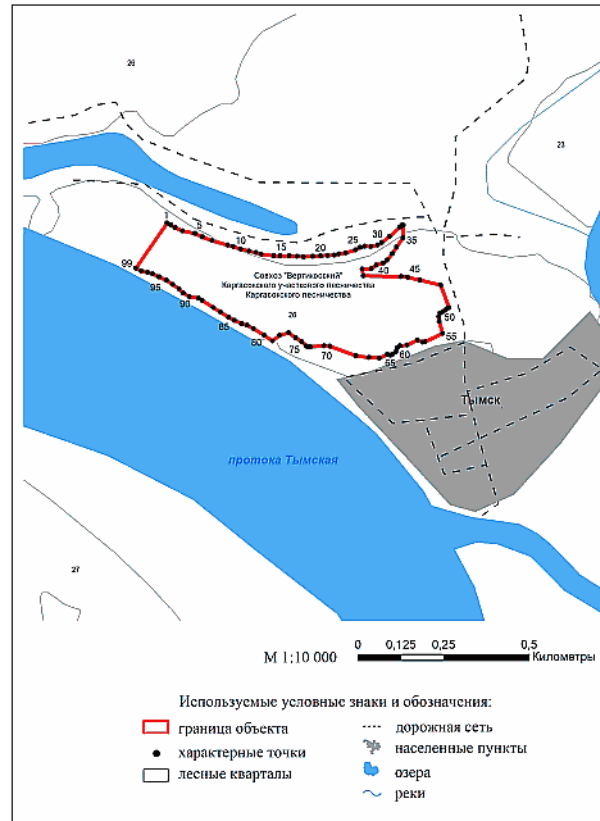 26
23
1
5
10
15
20
25
30
35
40
45
99
95
90
85
80
75
70
65
60
55
50
Совхоз "Вертикосский"
Каргасокского участкового лесничества
Каргасокского лесничества
28
Тымск
протока Тымская
27
М 1:10 000
0 0,125 0,25 0,5
Километры
Используемые условные знаки и обозначения:
граница объекта
дорожная сеть
характерные точки
населенные пункты
лесные кварталы
озера
реки